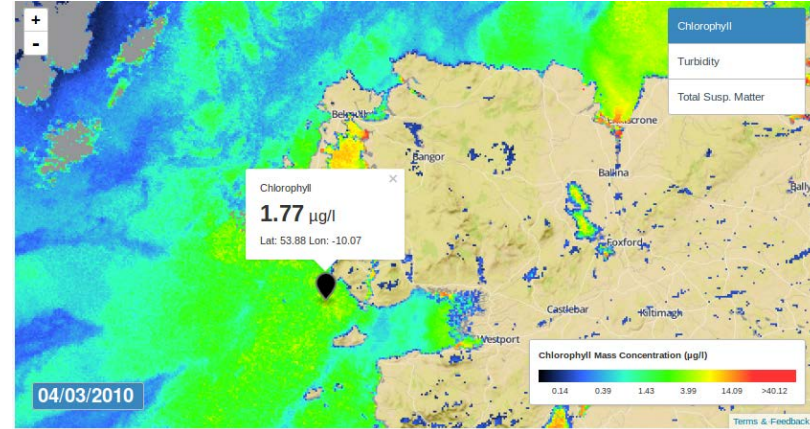 +
-
Chlorophyll
Turbidity
Total Susp. Matter
Bangor
Ballina
Foxford
Castlebar
Kiltimagh
Westport
Chlorophyll
×
1.77 µg/l
Lat: 53.88 Lon: -10.07
Chlorophyll Mass Concentration (µg/l)
0.14 0.39 1.43 3.99 14.09 >40.12
04/03/2010
Terms & Feedback